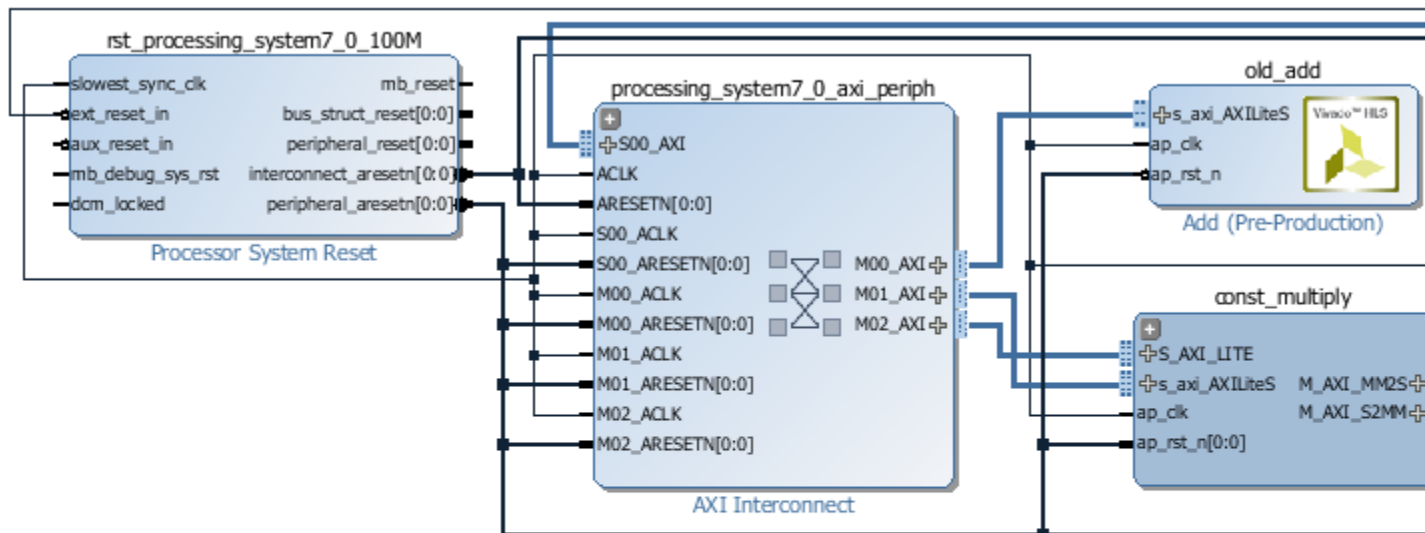 rst_processing_system7_0_100M
slowest_sync_clk
mb_reset
ext_reset_in
bus_struct_reset[0:0]
aux_reset_in
peripheral_reset[0:0]
mb_debug_sys_rst
interconnect_aresetn[0:0]
dcm_locked
peripheral_aresetn[0:0]
Processor System Reset
processing_system7_0_axi_periph
S00_AXI
ACLK
ARESETN[0:0]
S00_ACLK
S00_ARESETN[0:0]
M00_AXI
M00_ACLK
M01_AXI
M00_ARESETN[0:0]
M02_AXI
M01_ACLK
M01_ARESETN[0:0]
M02_ACLK
M02_ARESETN[0:0]
AXI Interconnect
old_add
s_axi_AXILiteS
Vivado™ HLS
ap_clk
ap_rst_n
Add (Pre-Production)
const_multiply
S_AXI_LITE
s_axi_AXILiteS
M_AXI_MM2S
ap_clk
M_AXI_S2MM
ap_rst_n[0:0]